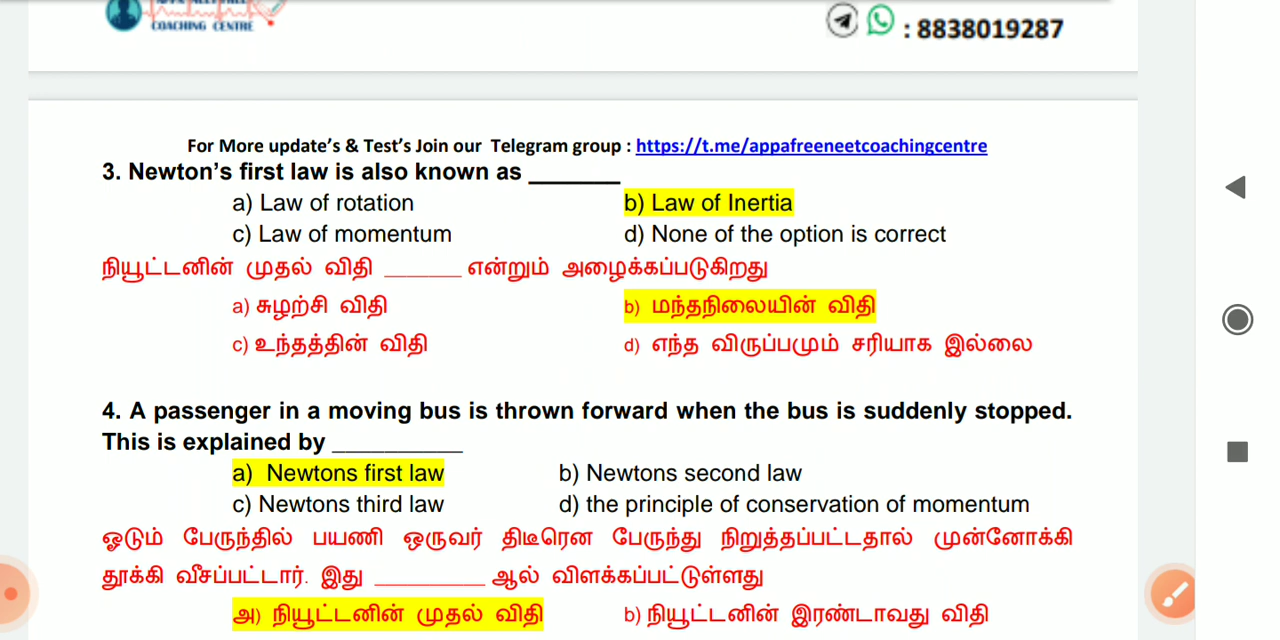 COACHING CENTRE
: 8838019287
For More update's & Test's Join our Telegram group : https://t.me/appafreeneetcoachingcentre
3. Newton's first law is also known as _______
a) Law of rotation b) Law of Inertia
c) Law of momentum d) None of the option is correct
நியூட்டனின் முதல் விதி _______ என்றும் அழைக்கப்படுகிறது
a) சுழற்சி விதி b) மந்தநிலையின் விதி
c) உந்தத்தின் விதி d) எந்த விருப்பமும் சரியாக இல்லை
4. A passenger in a moving bus is thrown forward when the bus is suddenly stopped.
This is explained by __________
a) Newtons first law b) Newtons second law
c) Newtons third law d) the principle of conservation of momentum
ஓடும் பேருந்தில் பயணி ஒருவர் திடீரென பேருந்து நிறுத்தப்பட்டதால் முன்னோக்கி
தூக்கி வீசப்பட்டார். இது __________ ஆல் விளக்கப்பட்டுள்ளது
அ) நியூட்டனின் முதல் விதி b) நியூட்டனின் இரண்டாவது விதி